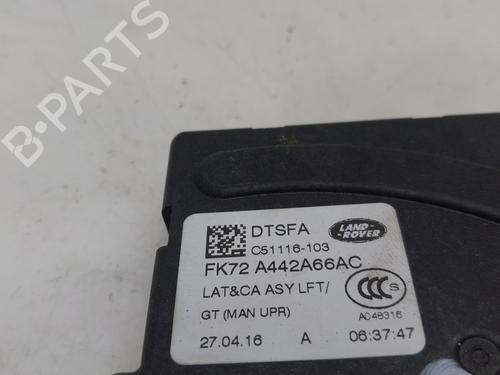 B-PARTS
DTSFA
C51116-103
LAND-
ROVER
FK72 A442A66AC
LAT&CA ASY LFT/
GT (MAN UPR)
CCC S
A048316
27.04.16 A 06:37:47